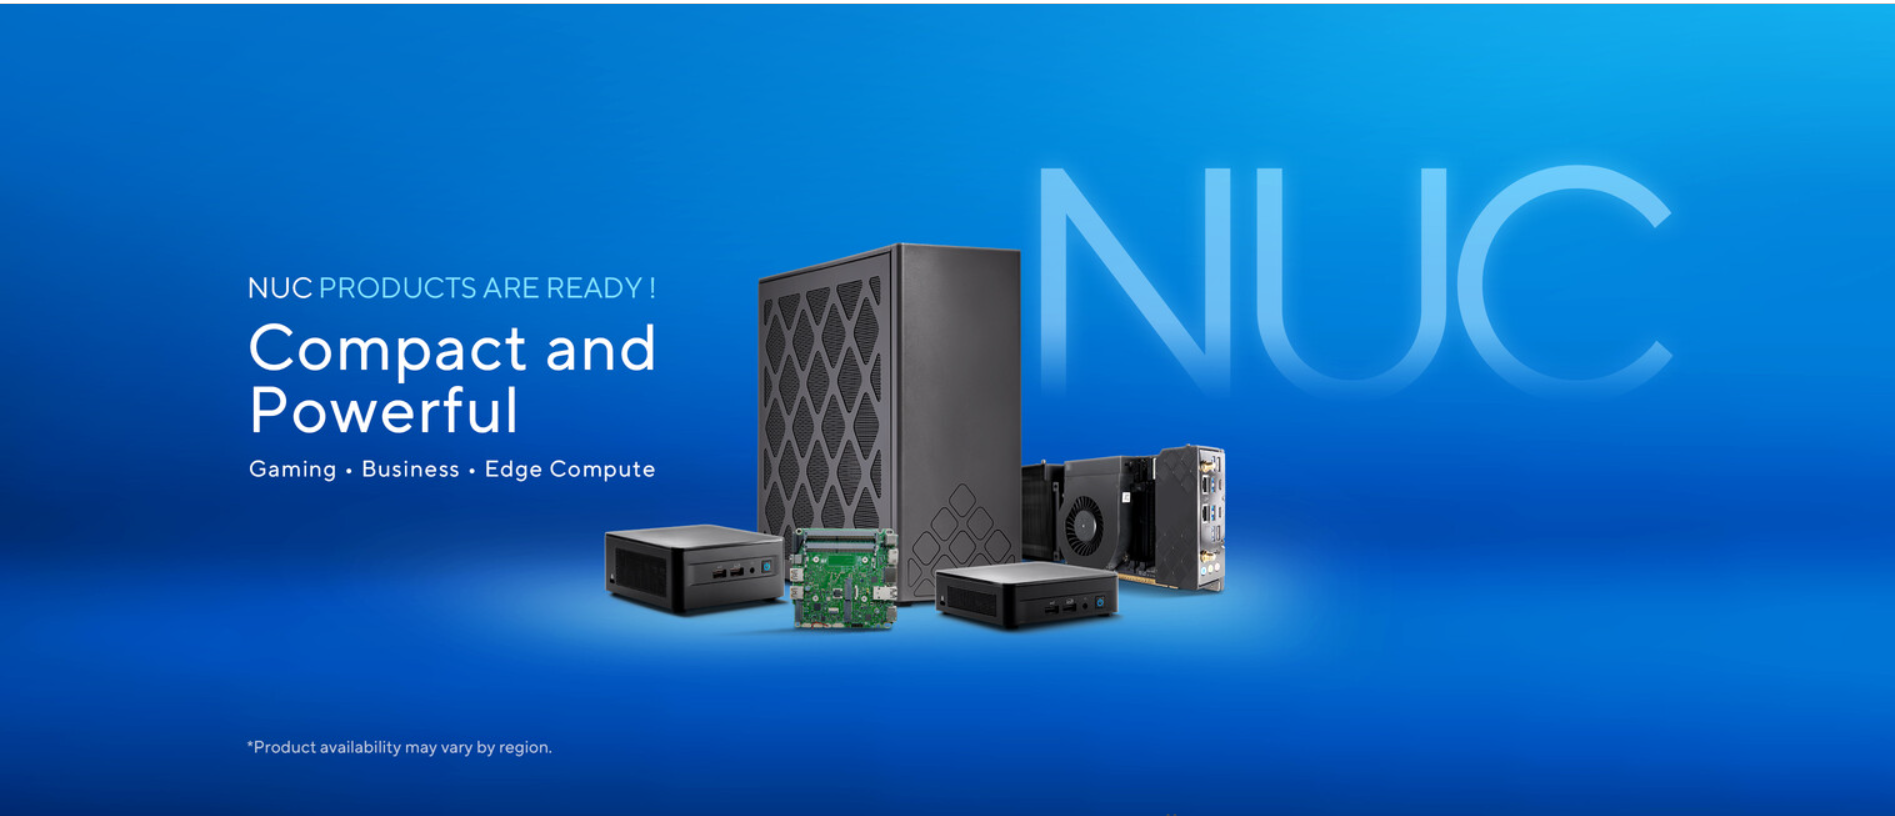 NUC
NUC PRODUCTS ARE READY !
Compact and
Powerful
Gaming • Business • Edge Compute
*Product availability may vary by region.